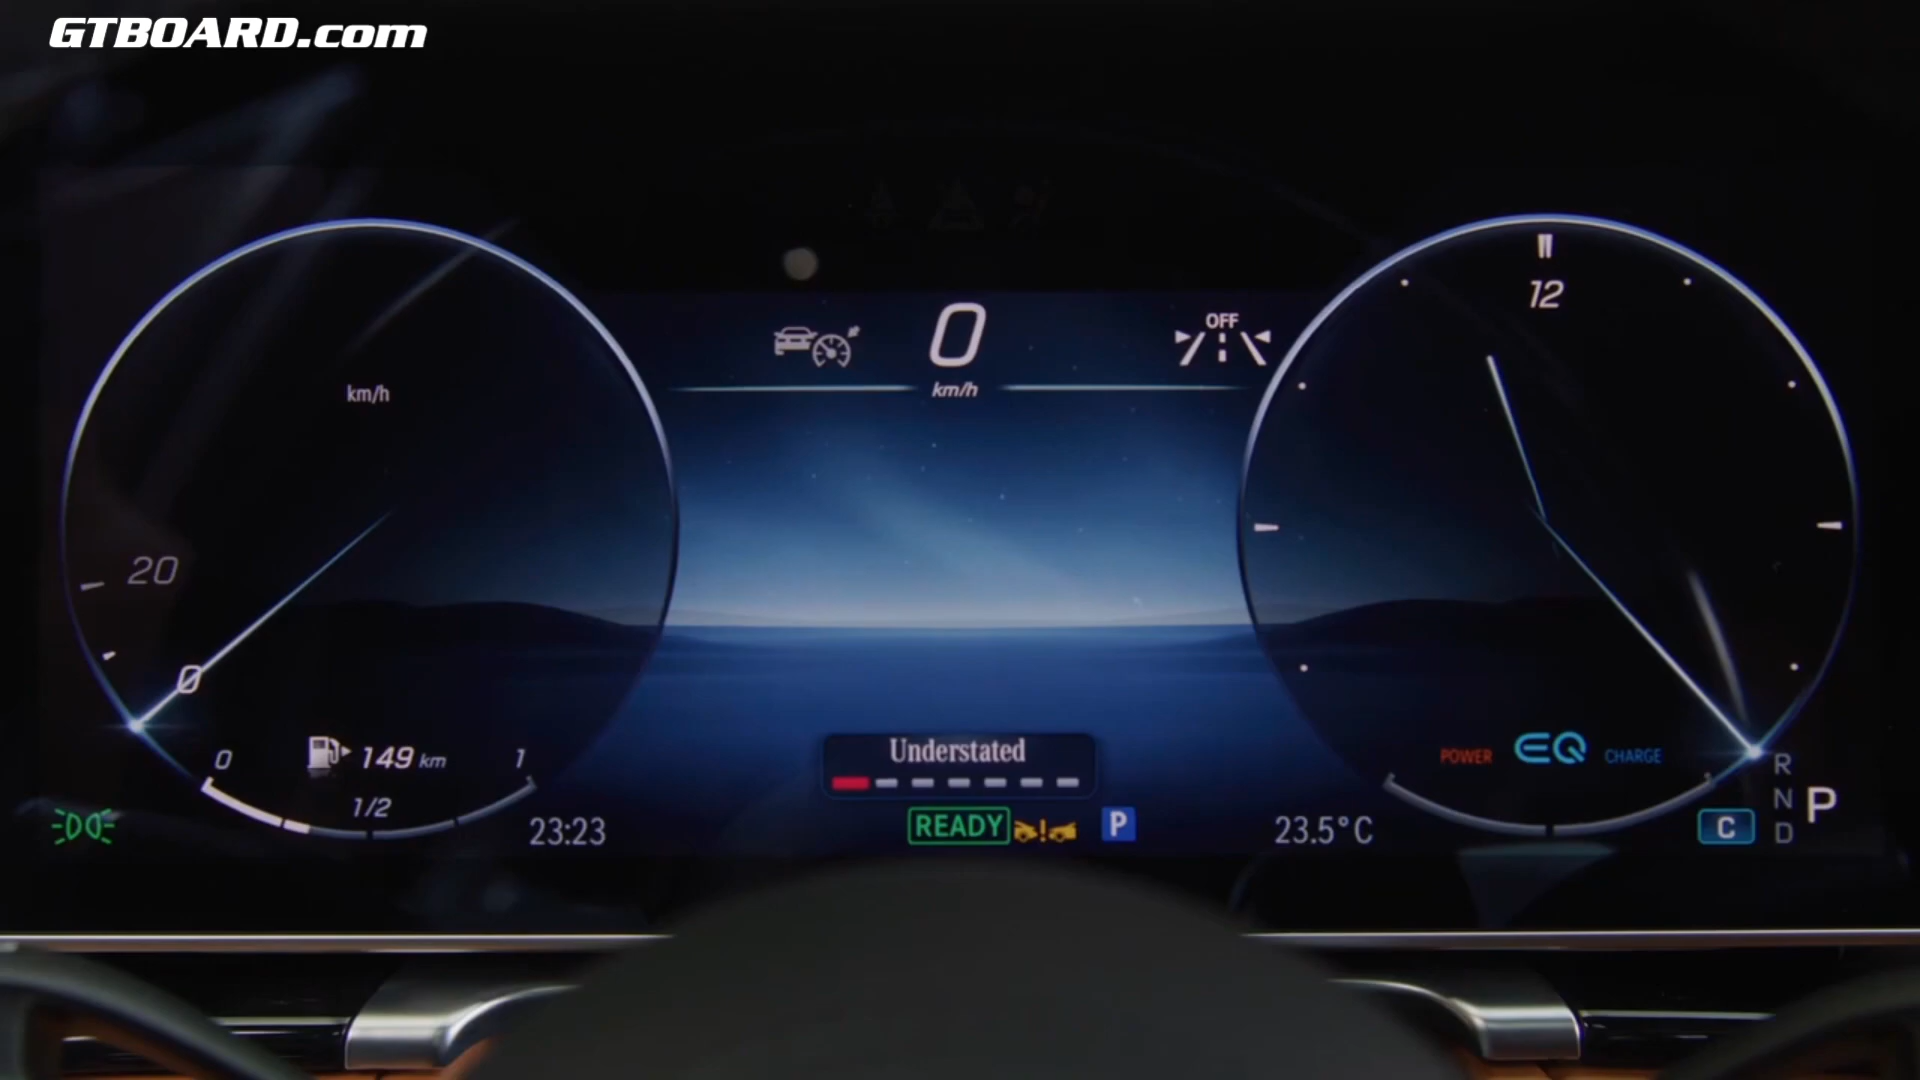 GTBOARD.com
12
OFF
0
km/h
km/h
20
0
0
149 km
1
1/2
POWER
EQ
CHARGE
Understated
R
N
P
D
C
23:23
READY
P
23.5°C